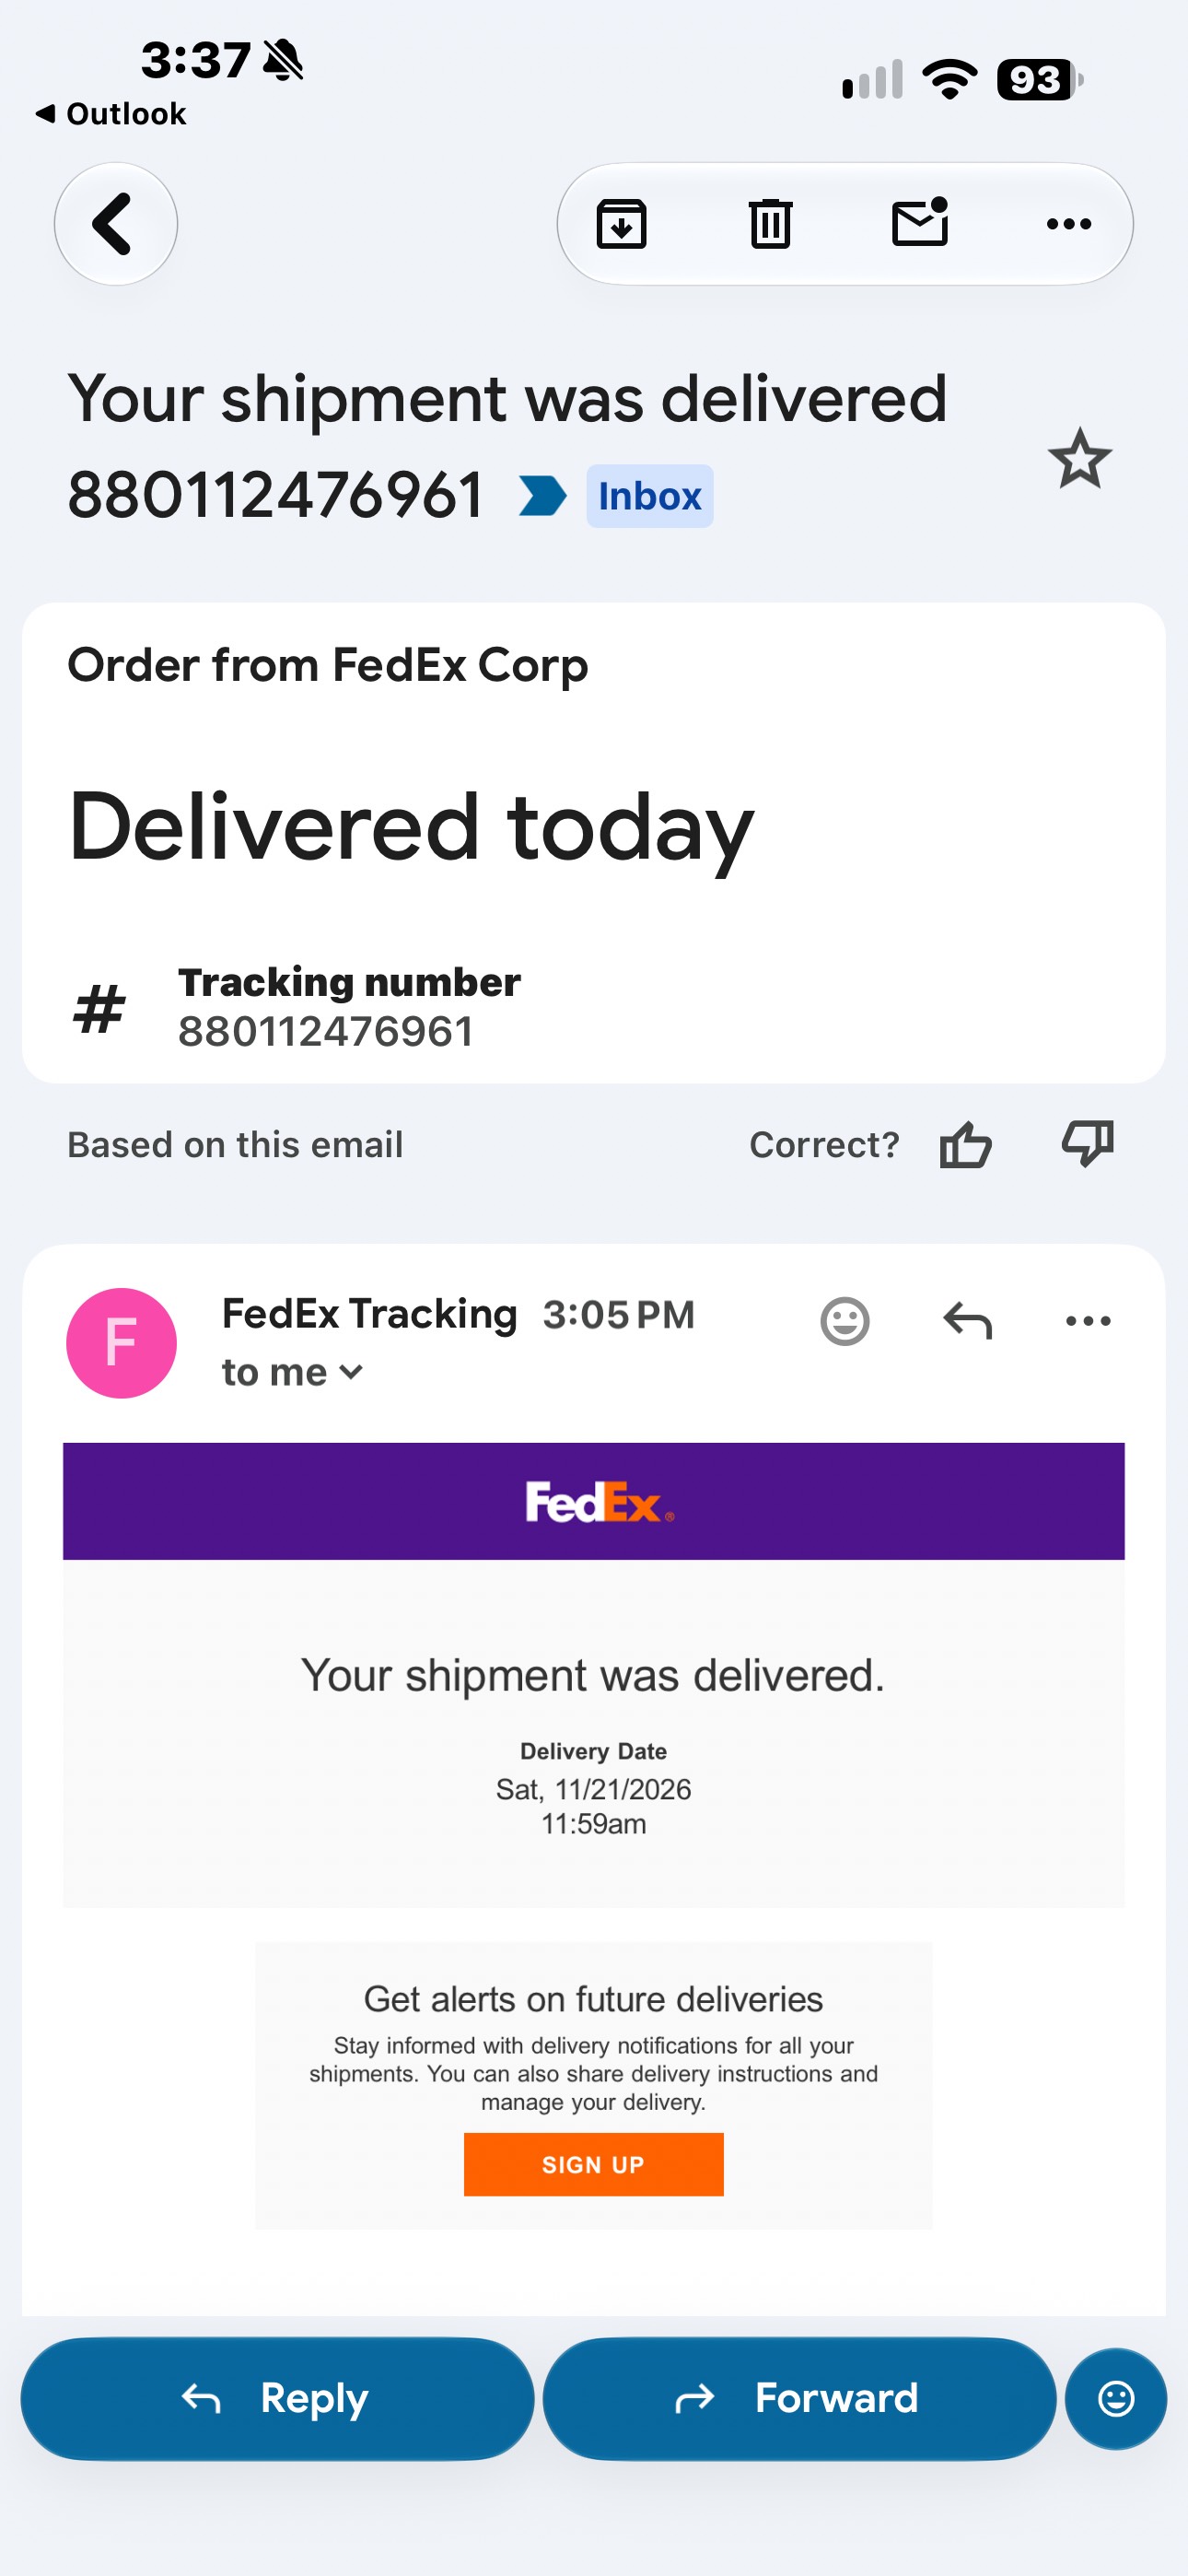 3:37
Outlook
93
Your shipment was delivered
880112476961 Inbox
Order from FedEx Corp
Delivered today
# Tracking number
880112476961
Based on this email Correct?
F FedEx Tracking 3:05 PM
to me
FedEx®
Your shipment was delivered.
Delivery Date
Sat, 11/21/2026
11:59am
Get alerts on future deliveries
Stay informed with delivery notifications for all your
shipments. You can also share delivery instructions and
manage your delivery.
SIGN UP
Reply Forward